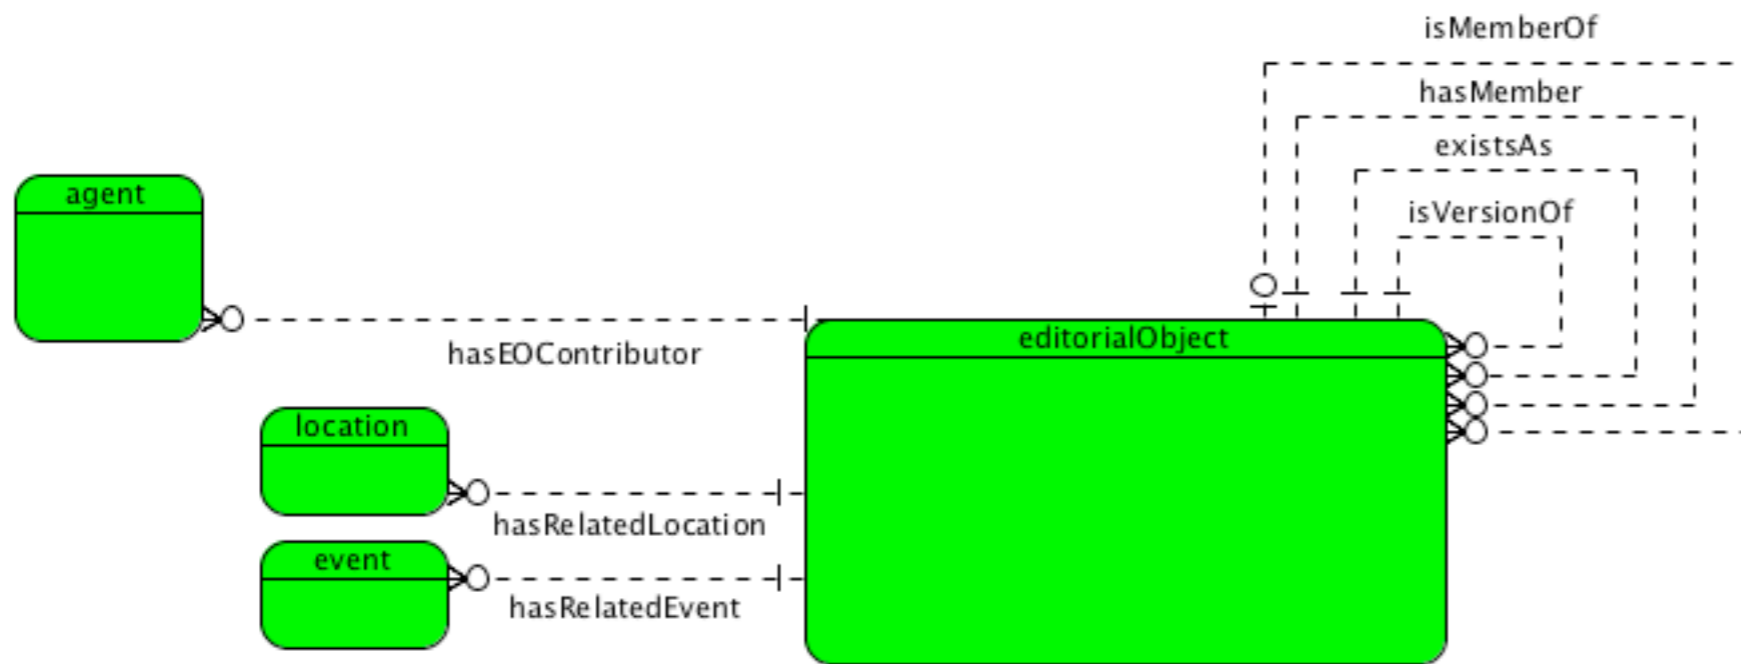 isMemberOf
hasMember
existsAs
isVersionOf
agent
hasEOContributor
editorialObject
location
hasRelatedLocation
event
hasRelatedEvent